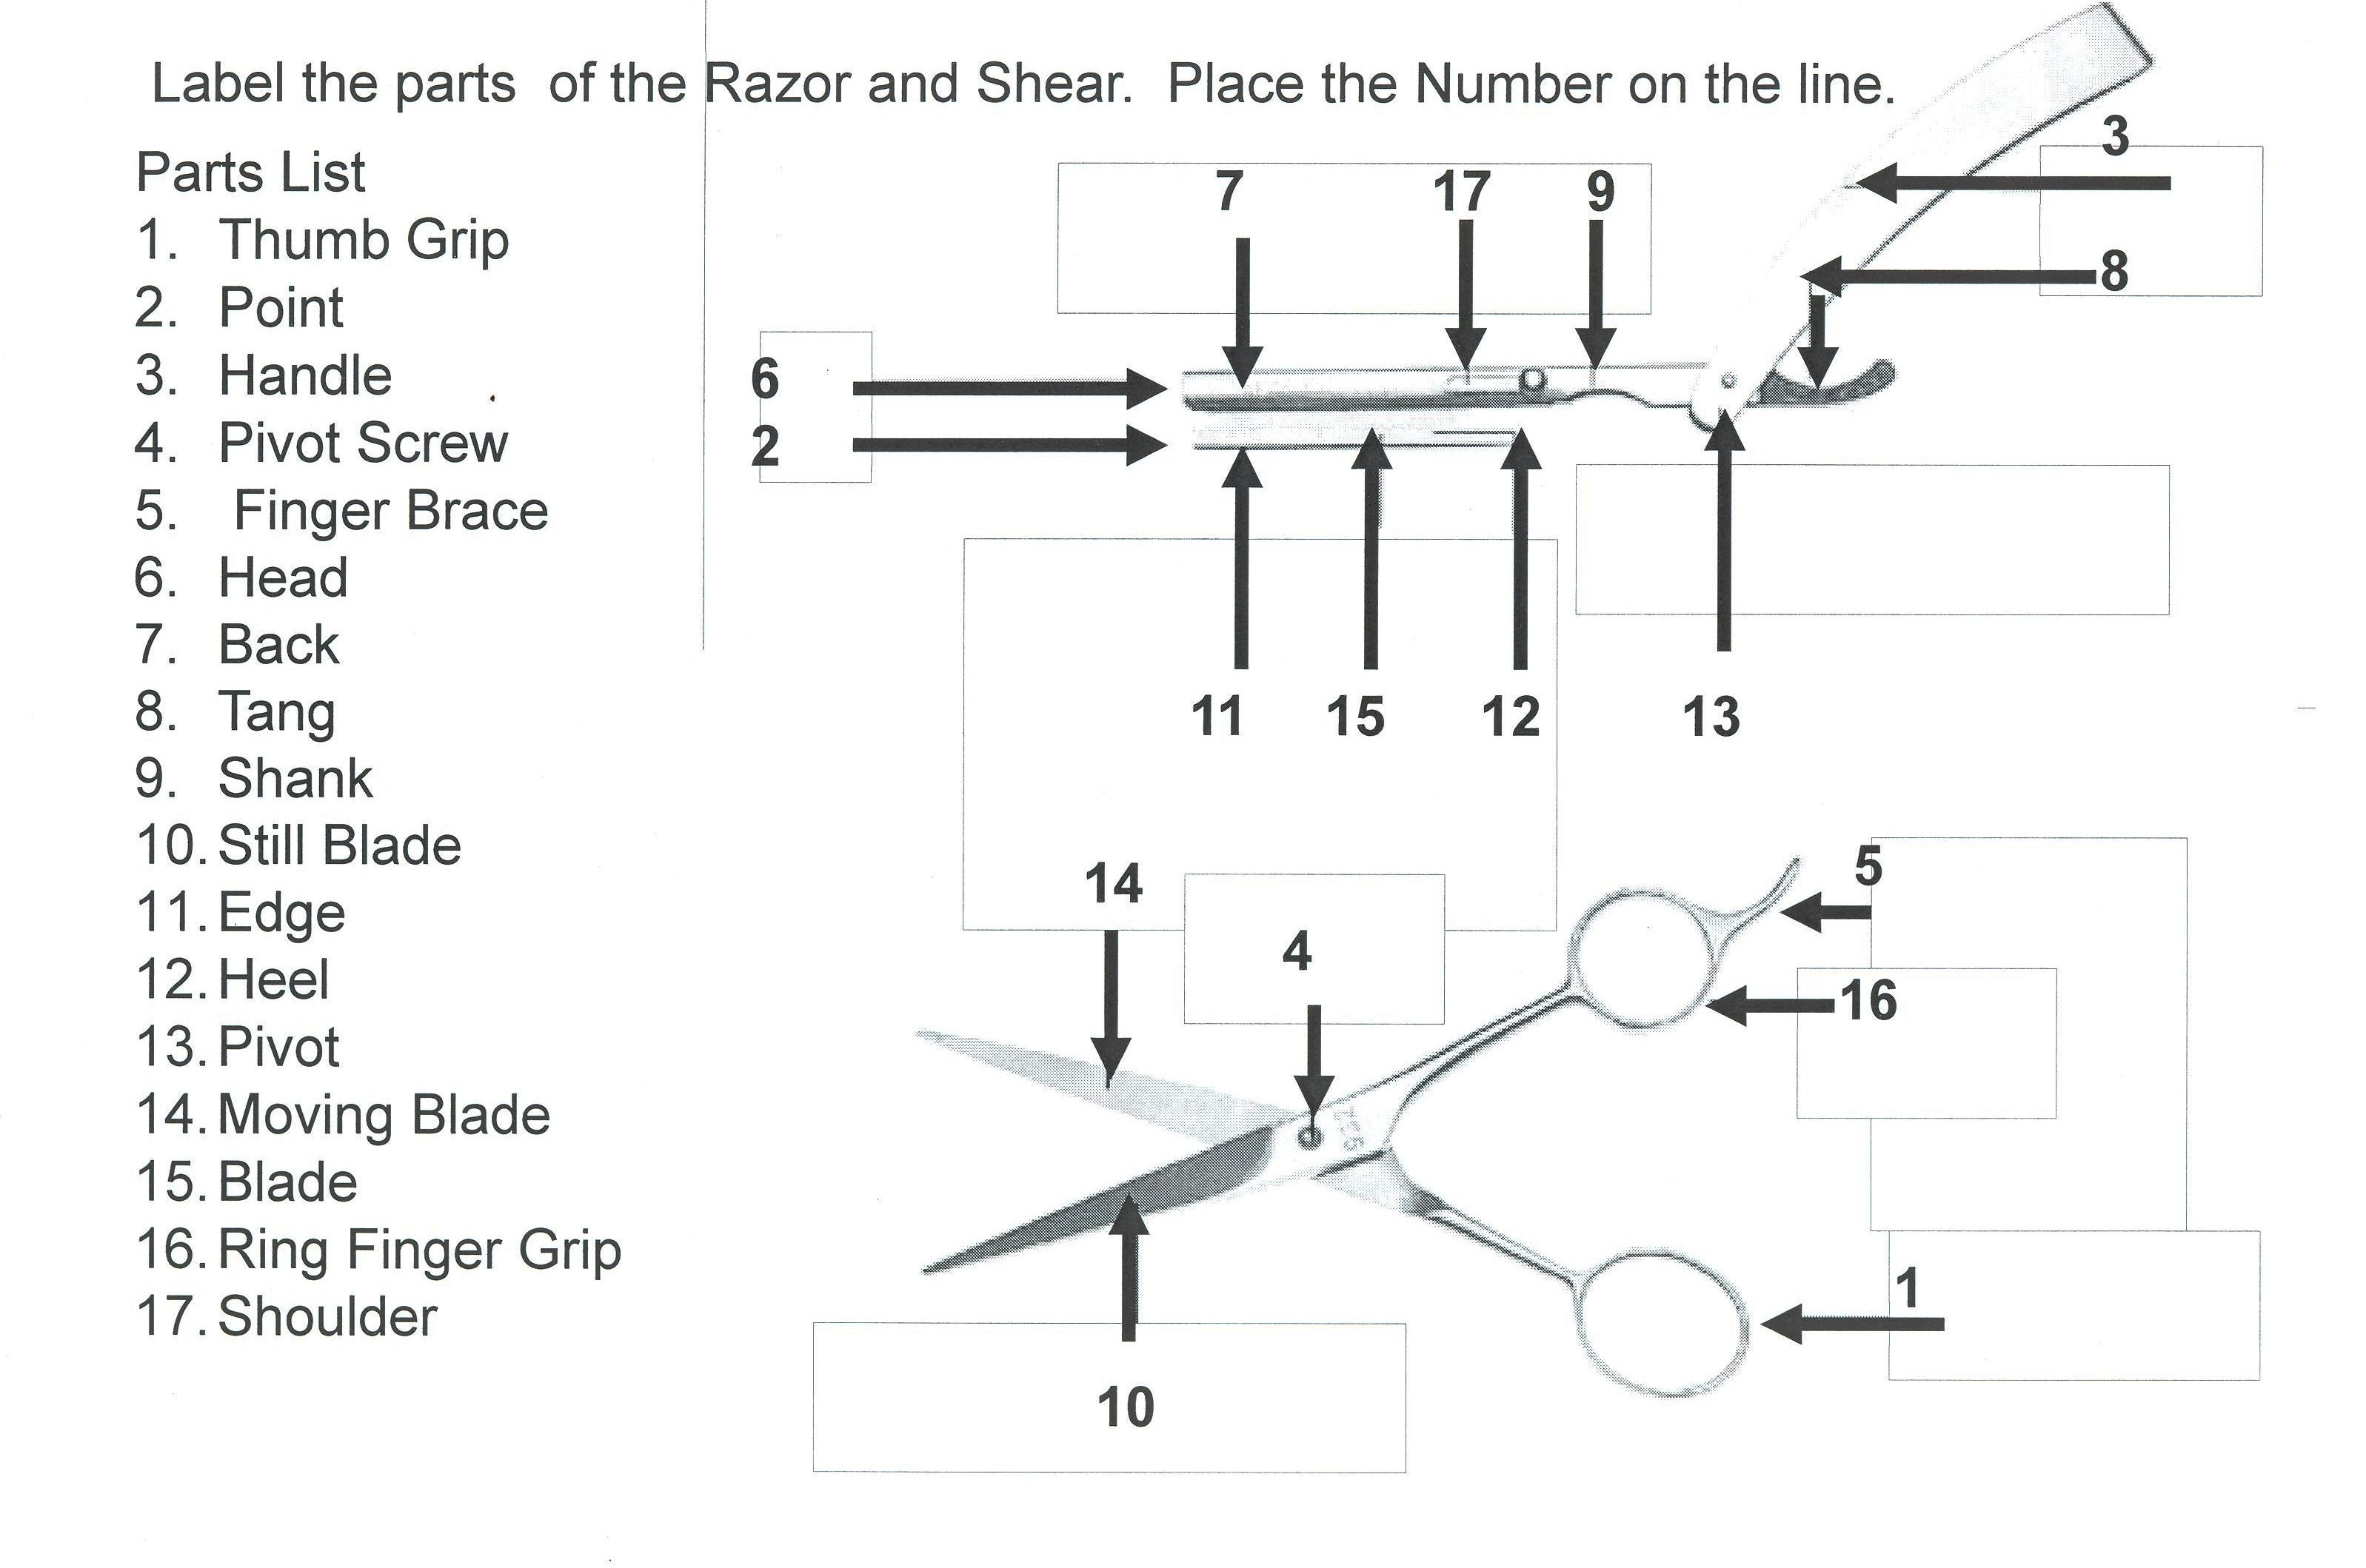 Label the parts of the Razor and Shear. Place the Number on the line.
Parts List
1. Thumb Grip
2. Point
3. Handle
4. Pivot Screw
5. Finger Brace
6. Head
7. Back
8. Tang
9. Shank
10. Still Blade
11. Edge
12. Heel
13. Pivot
14. Moving Blade
15. Blade
16. Ring Finger Grip
17. Shoulder
3
7 17 9
8
6
2
11 15 12 13
5
14
4
16
1
10